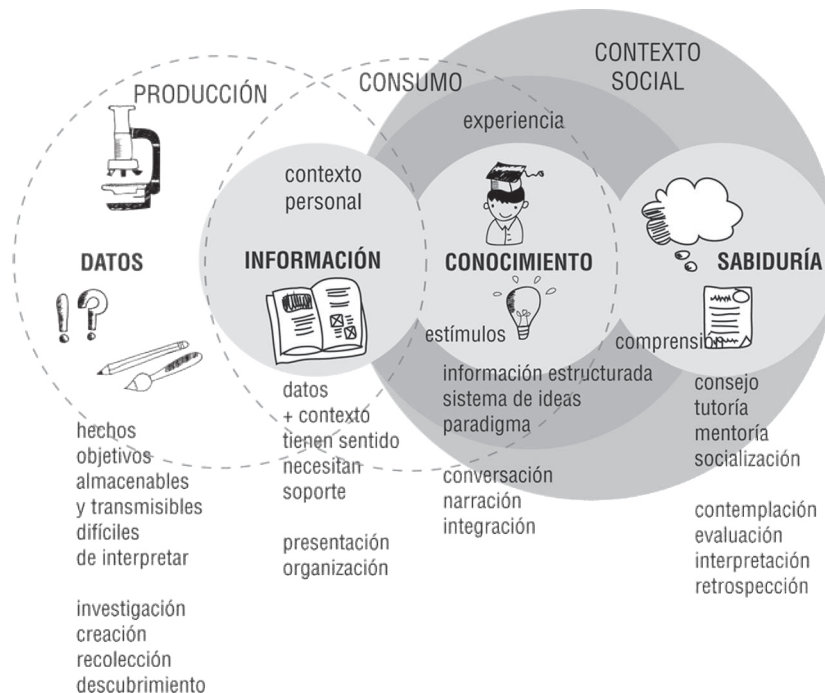 CONTEXTO
SOCIAL
PRODUCCIÓN
CONSUMO
experiencia
contexto
personal
DATOS
INFORMACIÓN
CONOCIMIENTO
SABIDURÍA
! ?
estímulos
comprensión
hechos
objetivos
almacenables
y transmisibles
difíciles
de interpretar
investigación
creación
recolección
descubrimiento
datos
+ contexto
tienen sentido
necesitan
soporte
presentación
organización
información estructurada
sistema de ideas
paradigma
conversación
narración
integración
consejo
tutoría
mentoría
socialización
contemplación
evaluación
interpretación
retrospección